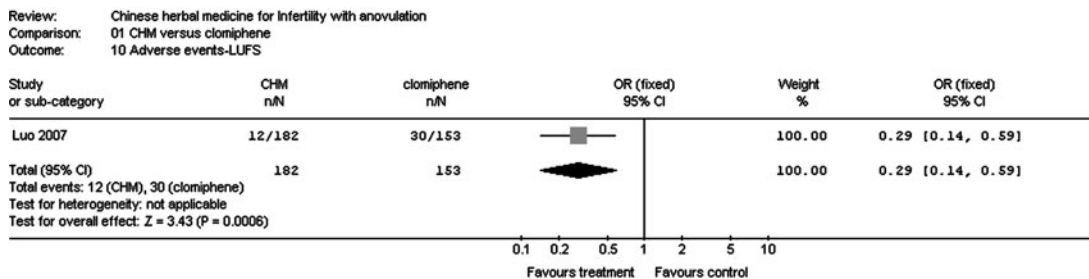 Review: Chinese herbal medicine for Infertility with anovulation
Comparison: 01 CHM versus clomiphene
Outcome: 10 Adverse events-LUFS
Study CHM clomiphene OR (fixed) Weight OR (fixed)
or sub-category n/N n/N 95% CI % 95% CI
Luo 2007 12/182 30/153 100.00 0.29 [0.14, 0.59]
Total (95% CI) 182 153 100.00 0.29 [0.14, 0.59]
Total events: 12 (CHM), 30 (clomiphene)
Test for heterogeneity: not applicable
Test for overall effect: Z = 3.43 (P = 0.0006)
0.1 0.2 0.5 1 2 5 10
Favours treatment Favours control